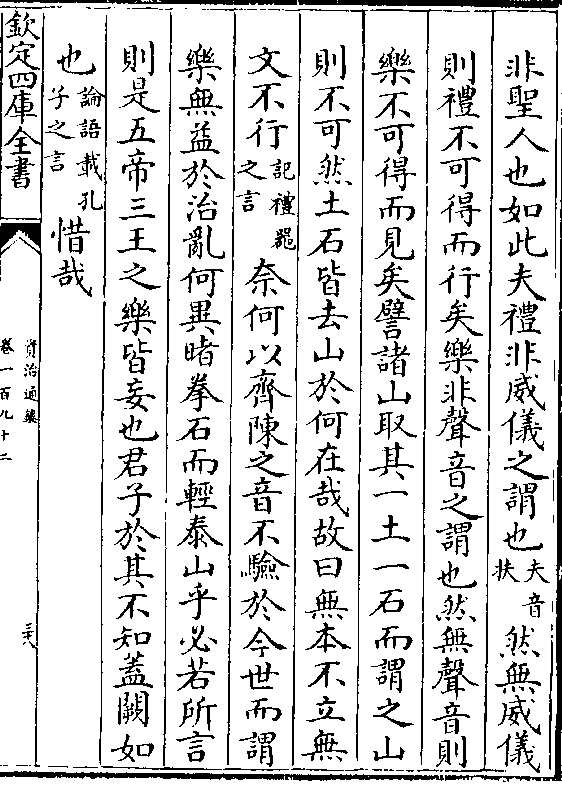 非聖人也如此夫禮非威儀之謂也夫音扶然無威儀
則禮不可得而行矣樂非聲音之謂也然無聲音則
樂不可得而見矣譬諸山取其一土一石而謂之山
則不可然土石皆去山於何在哉故曰無本不立無
文不行記禮器之言奈何以齊陳之音不驗於今世而謂
樂無益於治亂何異睹拳石而輕泰山乎必若所言
則是五帝三王之樂皆妄也君子於其不知蓋闕如
也論語載孔子之言惜哉
欽定四庫全書
資治通鑑
卷一百九十二
三十八